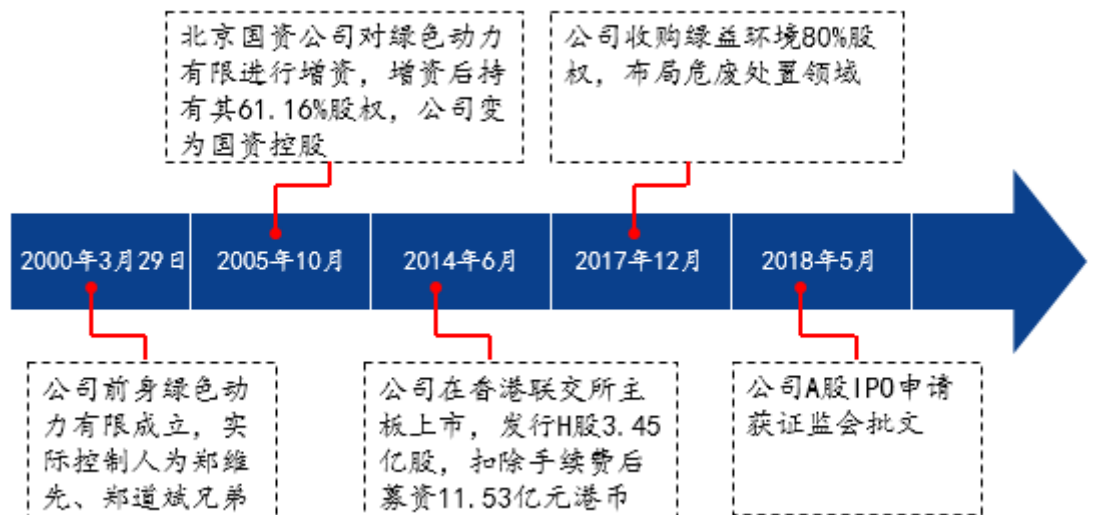 北京国资公司对绿色动力
有限进行增资，增资后持
有其61.16%股权，公司变
为国资控股
公司收购绿益环境80%股
权，布局危废处置领域
2000年3月29日
2005年10月
2014年6月
2017年12月
2018年5月
公司前身绿色动
力有限成立，实
际控制人为郑维
先、郑道斌兄弟
公司在香港联交所主
板上市，发行H股3.45
亿股，扣除手续费后
募资11.53亿元港币
公司A股IPO申请
获证监会批文